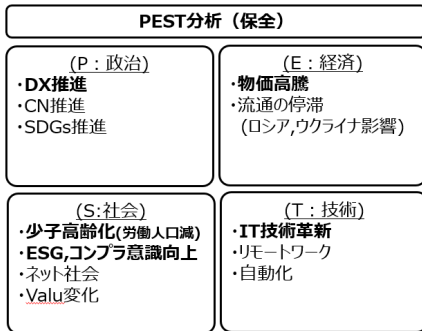 PEST分析（保全）
(P：政治)
・DX推進
・CN推進
・SDGs推進
(E：経済)
・物価高騰
・流通の停滞
(ロシア,ウクライナ影響)
(S:社会)
・少子高齢化(労働人口減)
・ESG,コンプラ意識向上
・ネット社会
・Valu変化
(T：技術)
・IT技術革新
・リモートワーク
・自動化